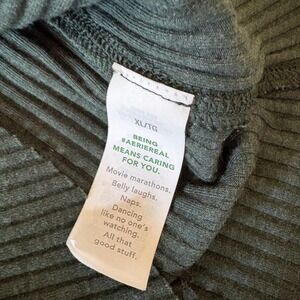 XL/TG
BEING
#AERIEREAL
MEANS CARING
FOR YOU.
Movie marathons.
Belly laughs.
Naps.
Dancing
like no one's
watching.
All that
good stuff.